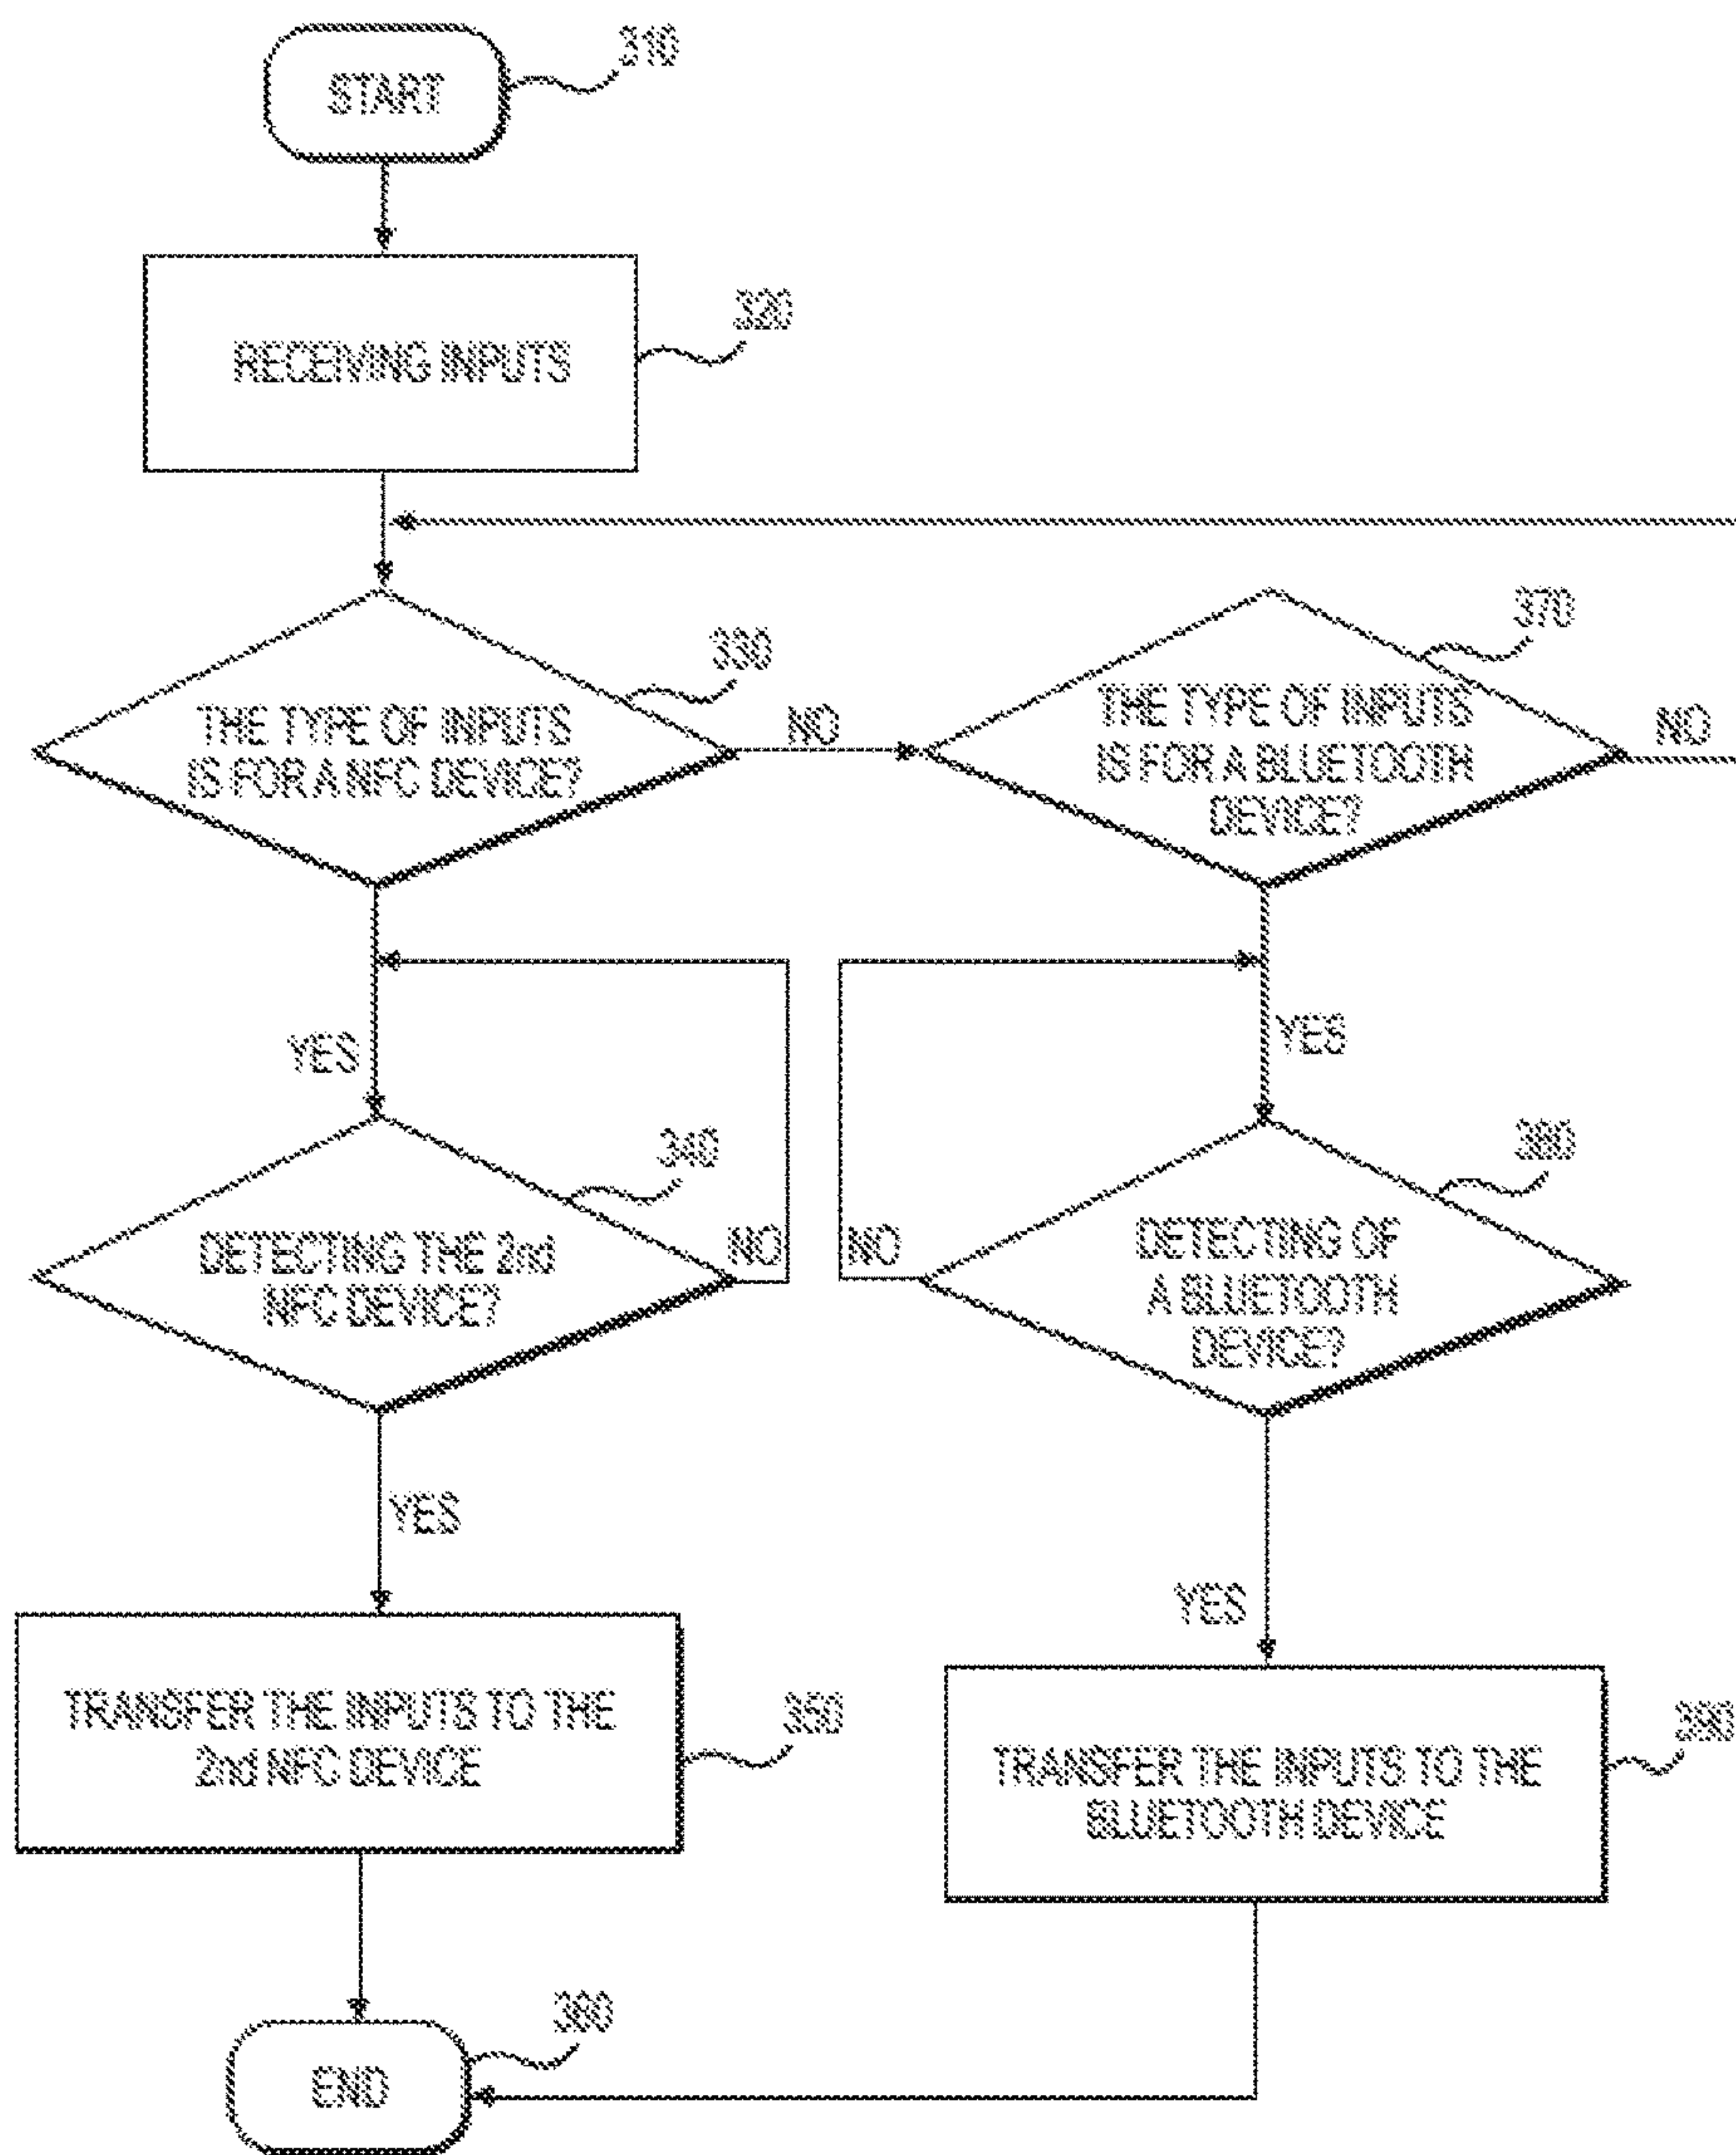 START
310
RECEIVING INPUTS
320
THE TYPE OF INPUTS
IS FOR A NFC DEVICE?
330
NO
THE TYPE OF INPUTS
IS FOR A BLUETOOTH
DEVICE?
370
NO
YES
YES
DETECTING THE 2nd
NFC DEVICE?
340
NO
NO
DETECTING OF
A BLUETOOTH
DEVICE?
380
YES
YES
TRANSFER THE INPUTS TO THE
2nd NFC DEVICE
350
TRANSFER THE INPUTS TO THE
BLUETOOTH DEVICE
390
END
360